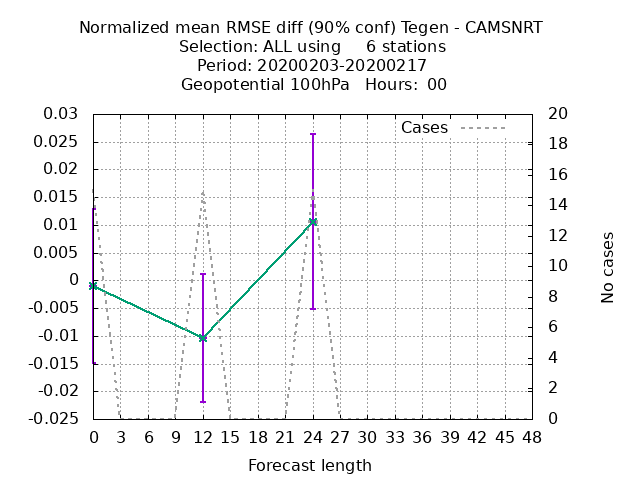 Normalized mean RMSE diff (90% conf) Tegen - CAMSNRT
Selection: ALL using     6 stations
Period: 20200203-20200217
Geopotential 100hPa   Hours:  00
Cases
0.03
0.025
0.02
0.015
0.01
0.005
0
-0.005
-0.01
-0.015
-0.02
-0.025
20
18
16
14
12
10
8
6
4
2
0
No cases
0 3 6 9 12 15 18 21 24 27 30 33 36 39 42 45 48
Forecast length